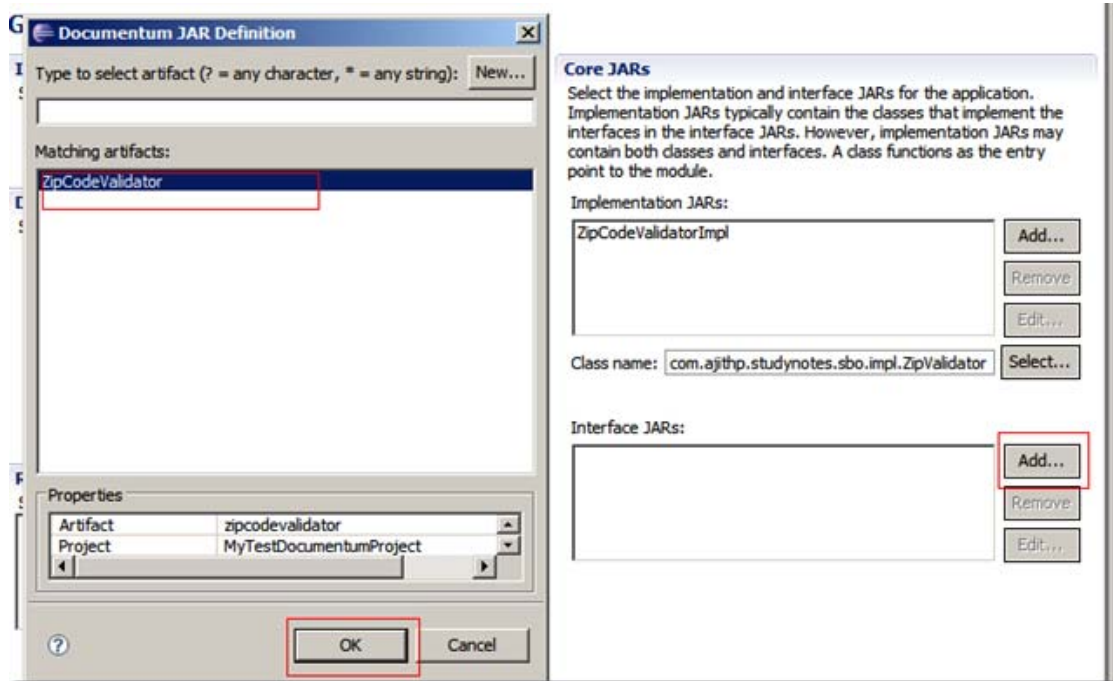 G
Documentum JAR Definition
I
Type to select artifact (? = any character, * = any string):
New...
Matching artifacts:
ZipCodeValidator
D
Properties
Artifact zipcodevalidator
Project MyTestDocumentumProject
OK
Cancel
Core JARs
Select the implementation and interface JARs for the application.
Implementation JARs typically contain the classes that implement the
interfaces in the interface JARs. However, implementation JARs may
contain both classes and interfaces. A class functions as the entry
point to the module.
Implementation JARs:
ZipCodeValidatorImpl
Add...
Remove
Edit...
Class name: com.ajithp.studynotes.sbo.impl.ZipValidator
Select...
Interface JARs:
Add...
Remove
Edit...